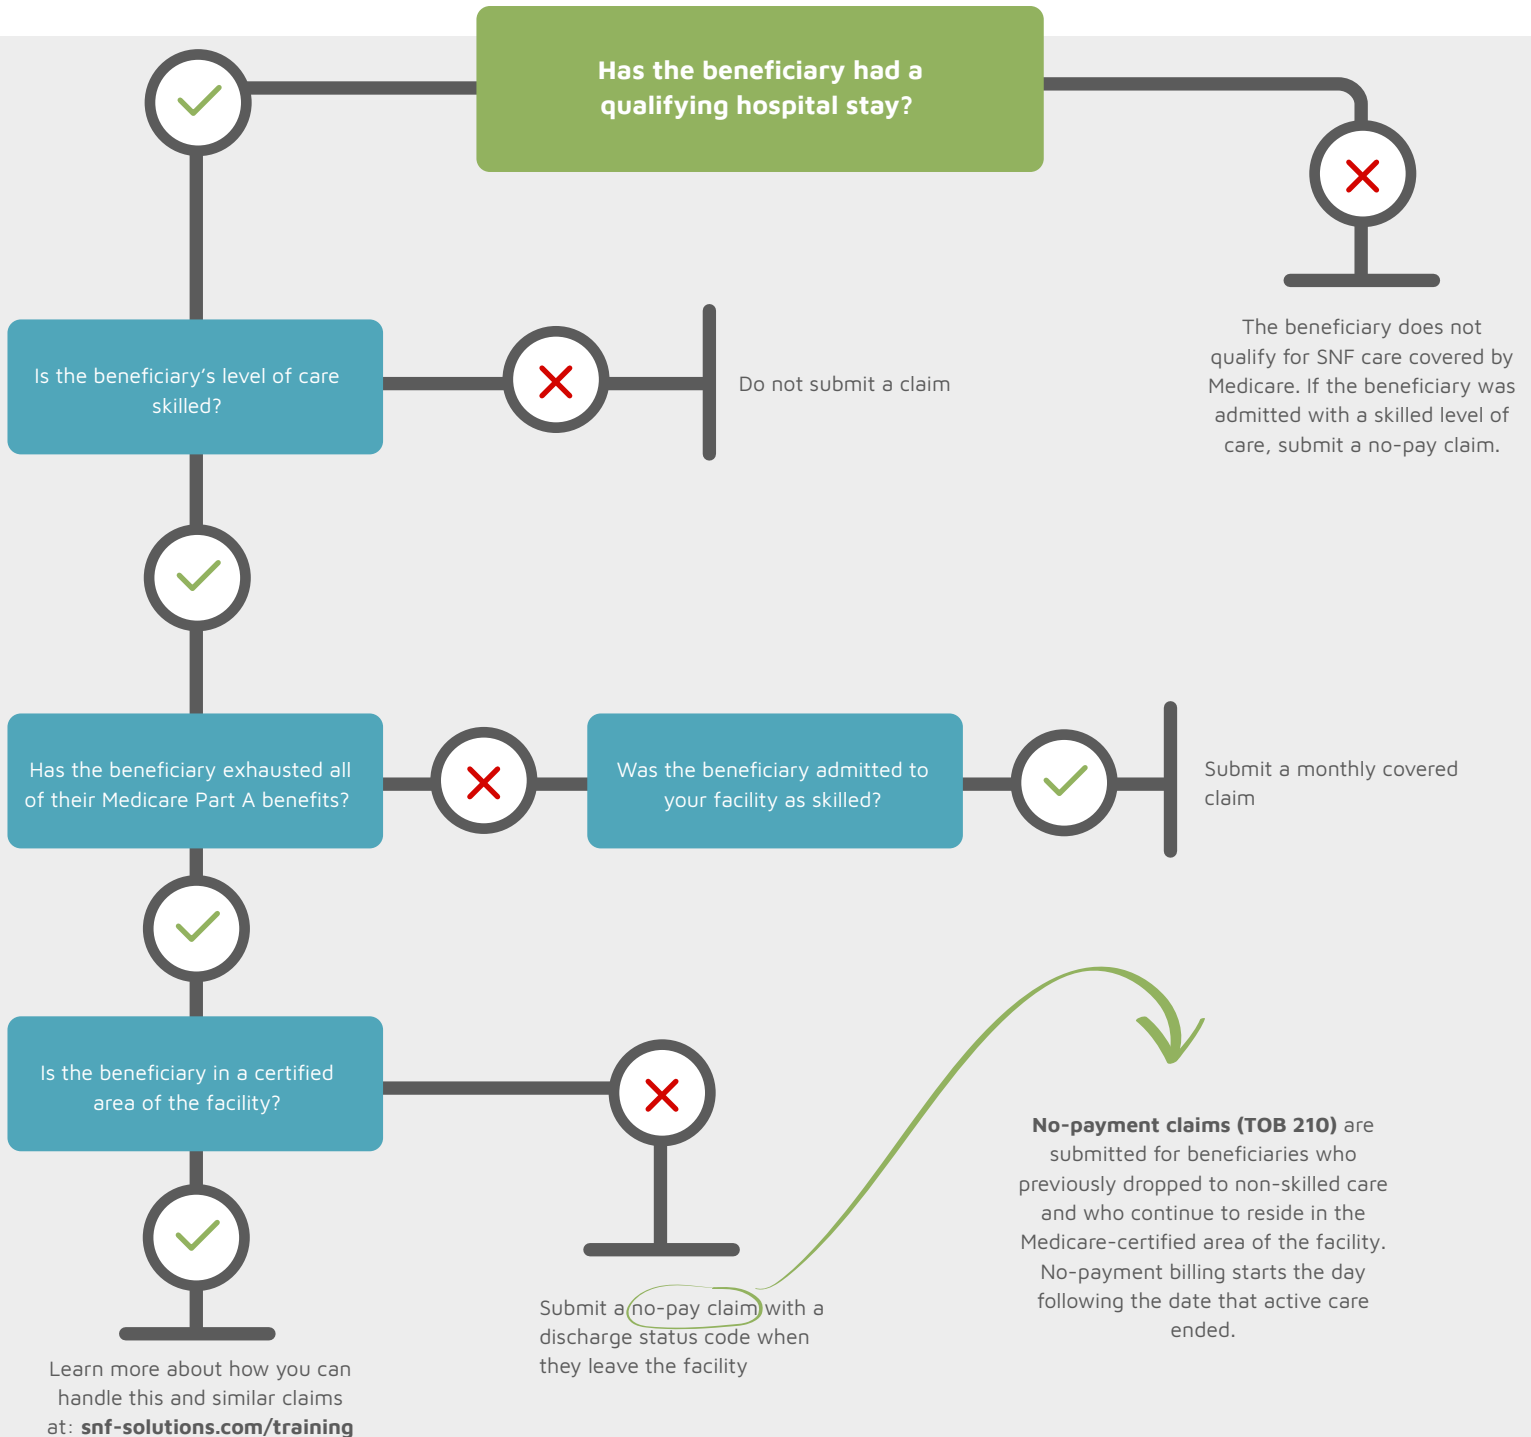 Has the beneficiary had a
qualifying hospital stay?
The beneficiary does not
qualify for SNF care covered by
Medicare. If the beneficiary was
admitted with a skilled level of
care, submit a no-pay claim.
Is the beneficiary's level of care
skilled?
Do not submit a claim
Has the beneficiary exhausted all
of their Medicare Part A benefits?
Was the beneficiary admitted to
your facility as skilled?
Submit a monthly covered
claim
Is the beneficiary in a certified
area of the facility?
No-payment claims (TOB 210) are
submitted for beneficiaries who
previously dropped to non-skilled care
and who continue to reside in the
Medicare-certified area of the facility.
No-payment billing starts the day
following the date that active care
ended.
Submit a no-pay claim with a
discharge status code when
they leave the facility
Learn more about how you can
handle this and similar claims
at: snf-solutions.com/training